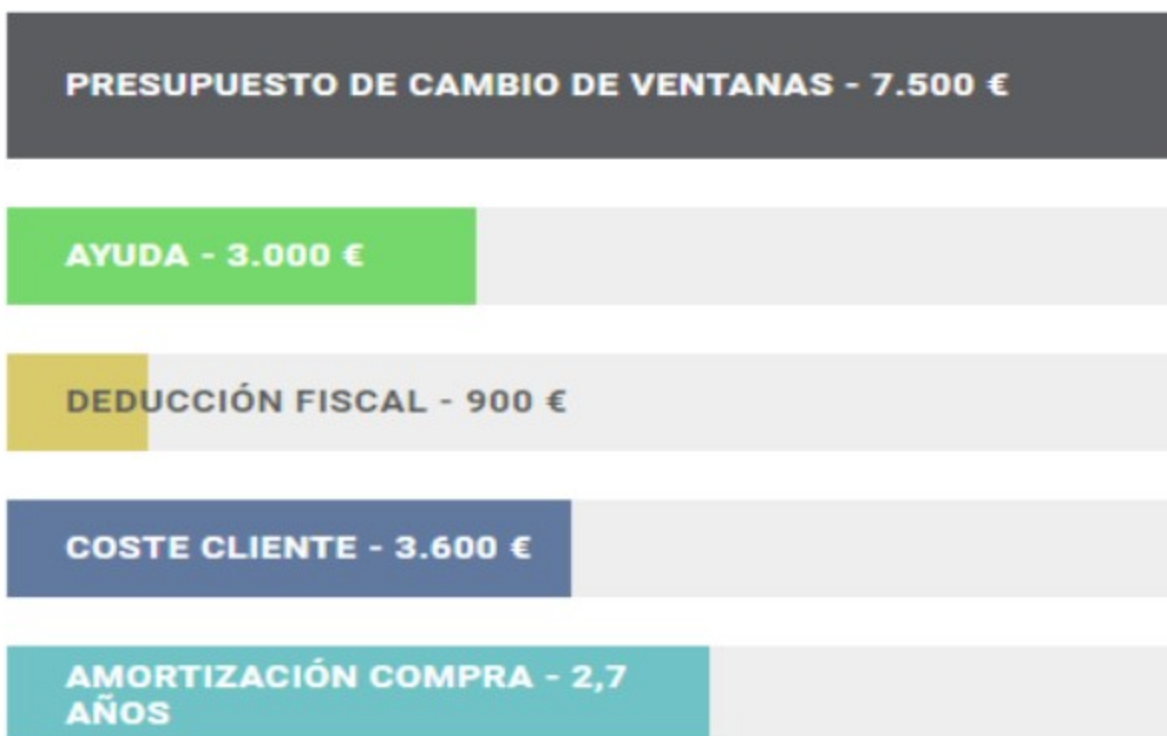 PRESUPUESTO DE CAMBIO DE VENTANAS - 7.500 €
AYUDA - 3.000 €
DEDUCCIÓN FISCAL - 900 €
COSTE CLIENTE - 3.600 €
AMORTIZACIÓN COMPRA - 2,7
AÑOS